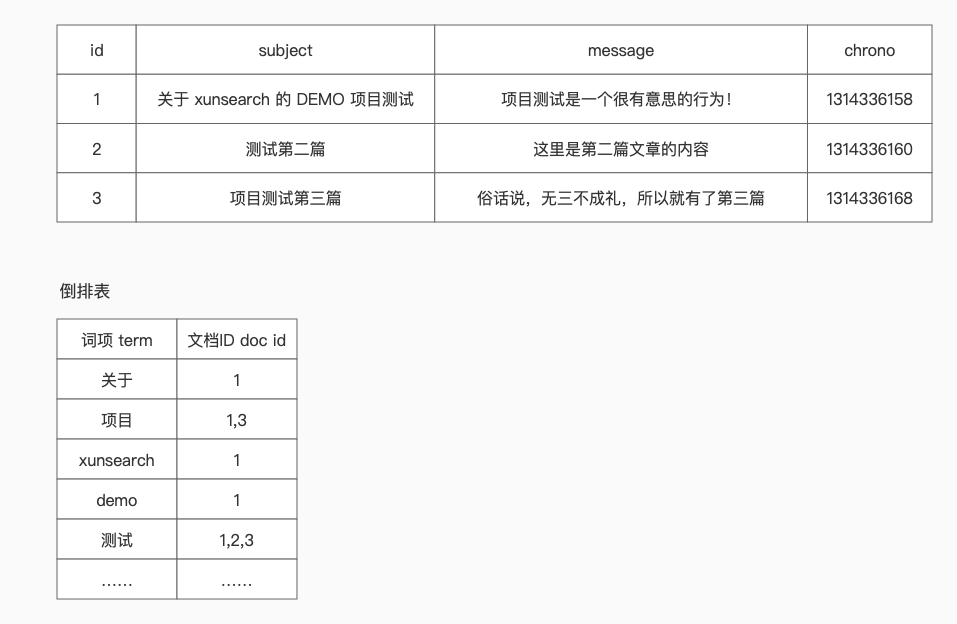 id subject message chrono
1 关于 xunsearch 的 DEMO 项目测试 项目测试是一个很有意思的行为！ 1314336158
2 测试第二篇 这里是第二篇文章的内容 1314336160
3 项目测试第三篇 俗话说，无三不成礼，所以就有了第三篇 1314336168
倒排表
词项 term 文档ID doc id
关于 1
项目 1,3
xunsearch 1
demo 1
测试 1,2,3
…… ……